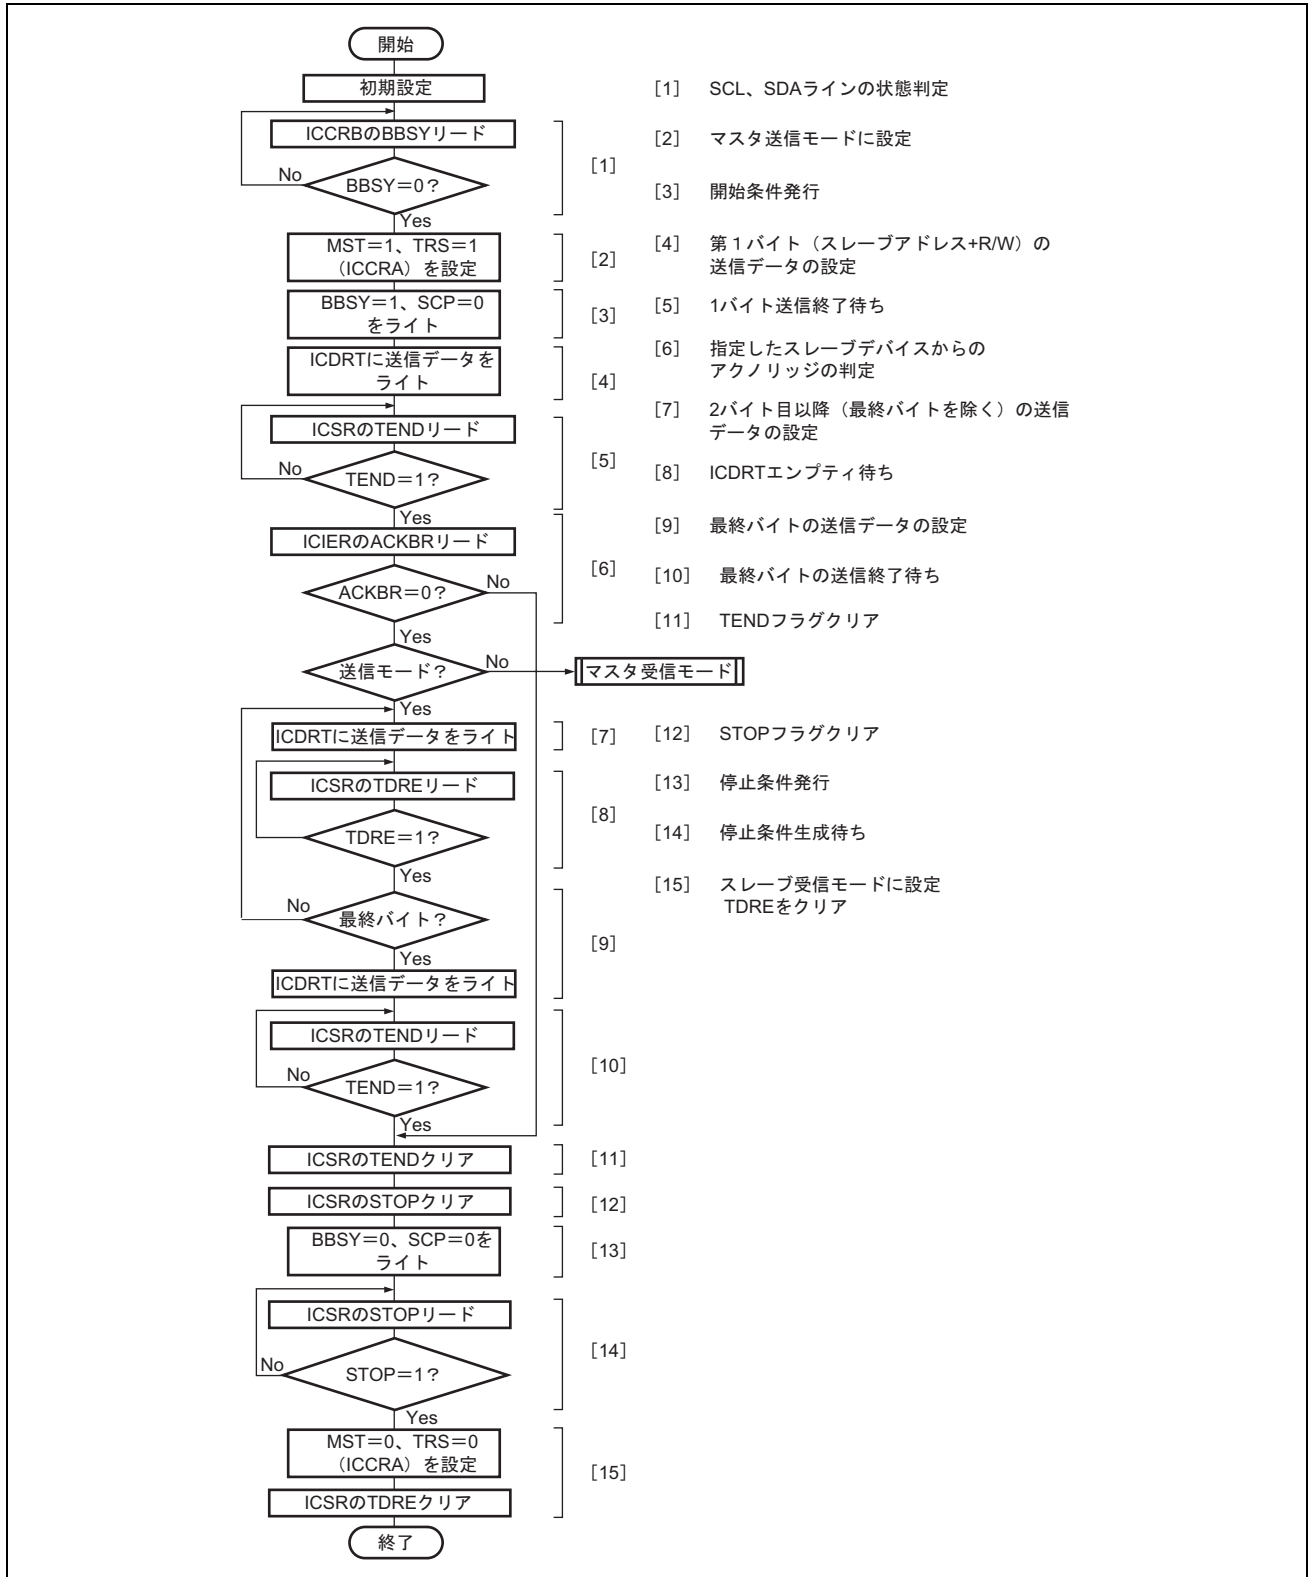 開始
初期設定
ICCRBのBBSYリード
BBSY＝0？
No
Yes
[1]
MST＝1、TRS＝1
（ICCRA）を設定
[2]
BBSY＝1、SCP＝0
をライト
[3]
ICDRTに送信データを
ライト
[4]
ICSRのTENDリード
No
TEND＝1？
Yes
[5]
ICIERのACKBRリード
ACKBR＝0？
No
Yes
[6]
送信モード？
No
マスタ受信モード
Yes
ICDRTに送信データをライト
[7]
ICSRのTDREリード
TDRE＝1？
Yes
[8]
No
最終バイト？
Yes
ICDRTに送信データをライト
[9]
ICSRのTENDリード
No
TEND＝1？
Yes
[10]
ICSRのTENDクリア
[11]
ICSRのSTOPクリア
[12]
BBSY＝0、SCP＝0を
ライト
[13]
ICSRのSTOPリード
No
STOP＝1？
Yes
[14]
MST＝0、TRS＝0
（ICCRA）を設定
ICSRのTDREクリア
[15]
終了
[1] SCL、SDAラインの状態判定
[2] マスタ送信モードに設定
[3] 開始条件発行
[4] 第１バイト（スレーブアドレス+R/W）の
送信データの設定
[5] 1バイト送信終了待ち
[6] 指定したスレーブデバイスからの
アクノリッジの判定
[7] 2バイト目以降（最終バイトを除く）の送信
データの設定
[8] ICDRTエンプティ待ち
[9] 最終バイトの送信データの設定
[10] 最終バイトの送信終了待ち
[11] TENDフラグクリア
[12] STOPフラグクリア
[13] 停止条件発行
[14] 停止条件生成待ち
[15] スレーブ受信モードに設定
TDREをクリア